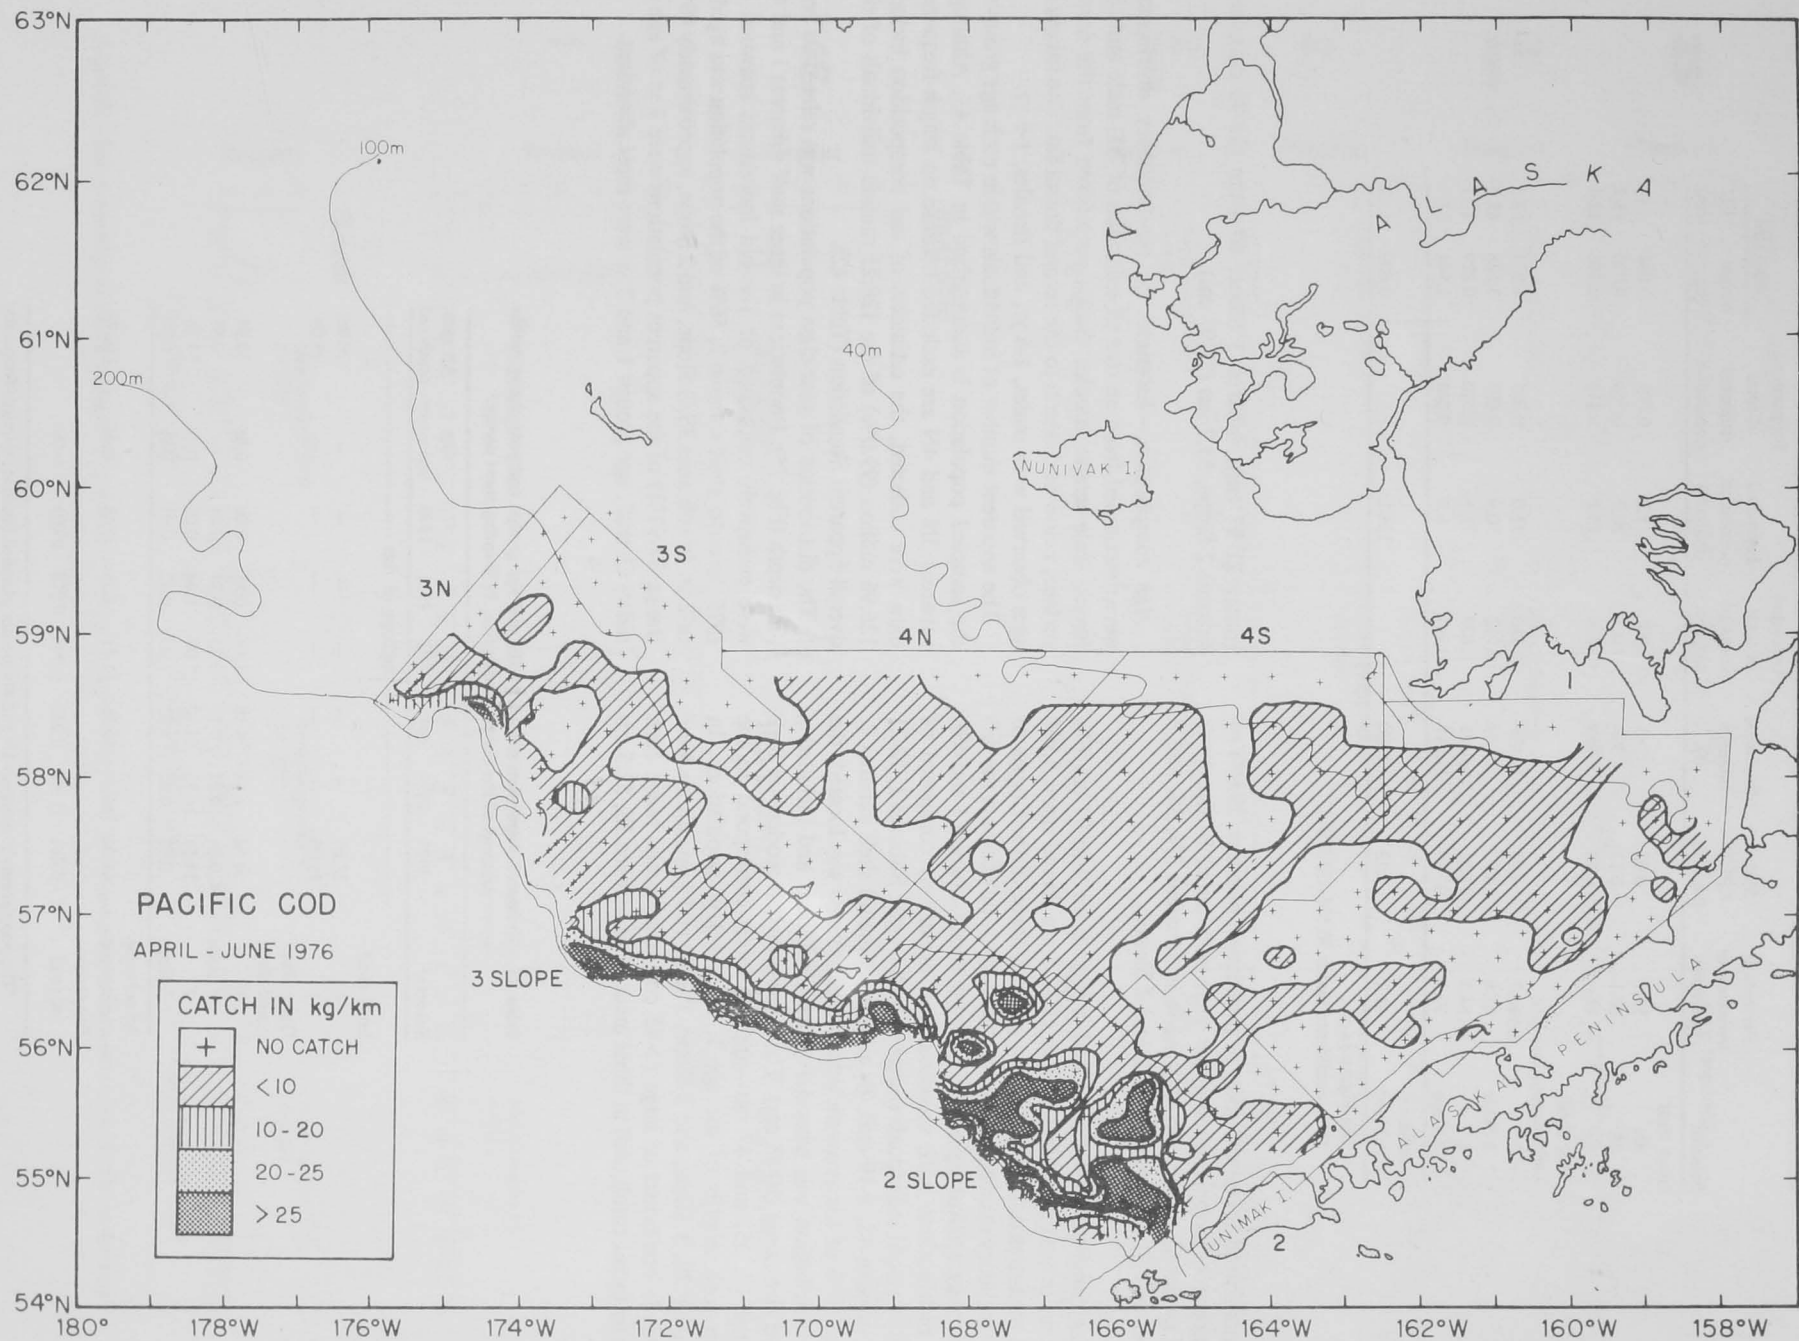 63°N
62°N
61°N
60°N
59°N
58°N
57°N
56°N
55°N
54°N
180°
178°W
176°W
174°W
172°W
170°W
168°W
166°W
164°W
162°W
160°W
158°W
100m
200m
40m
ALASKA
NUNIVAK I.
3N
3S
4N
4S
1
PACIFIC COD
APRIL - JUNE 1976
CATCH IN kg/km
+ NO CATCH
<10
10-20
20-25
>25
3 SLOPE
2 SLOPE
ALASKA PENINSULA
UNIMAK I.
2